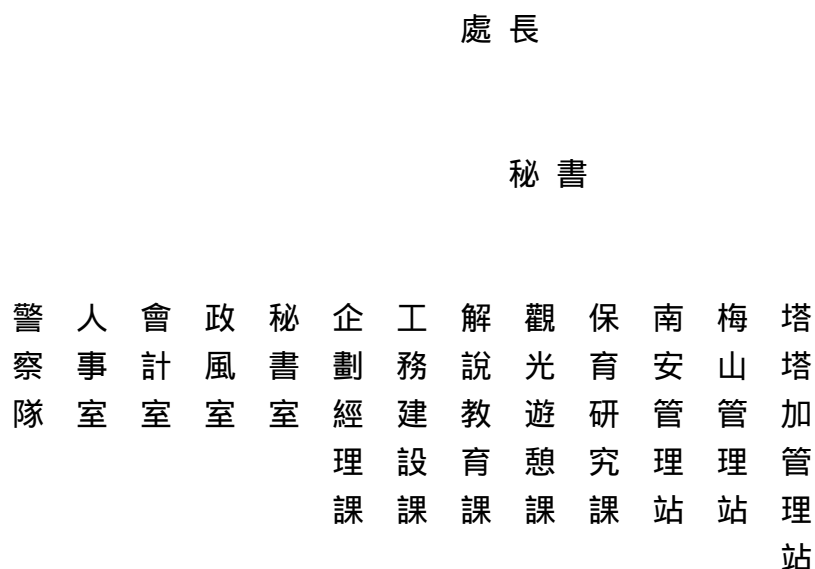 處長
秘書
警察隊
人事室
會計室
政風室
秘書室
企劃經理課
工務建設課
解說教育課
觀光遊憩課
保育研究課
南安管理站
梅山管理站
塔塔加管理站